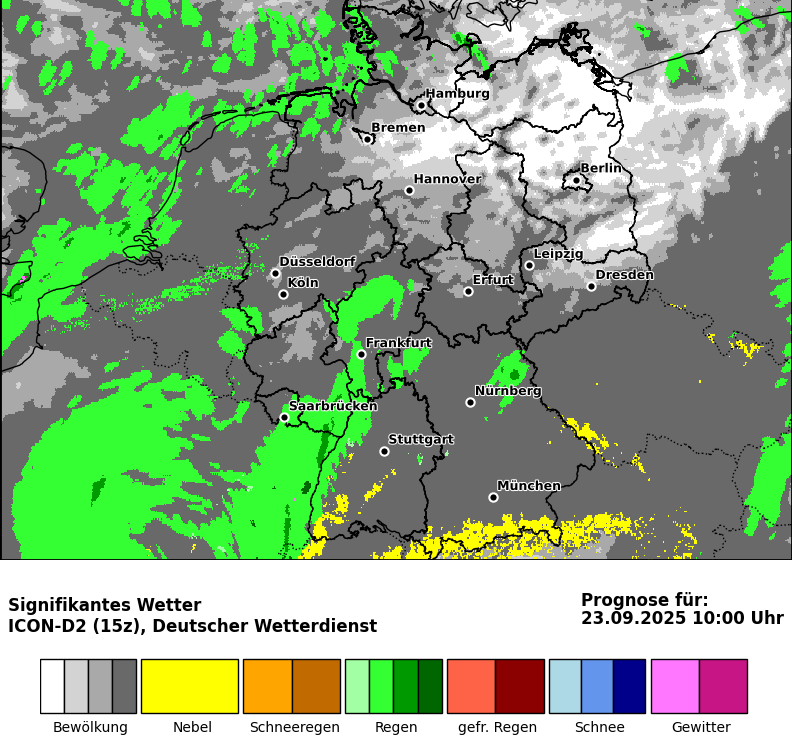 Hamburg
Bremen
Berlin
Hannover
Leipzig
Düsseldorf
Dresden
Erfurt
Köln
Frankfurt
Nürnberg
Saarbrücken
Stuttgart
München
Signifikantes Wetter
ICON-D2 (15z), Deutscher Wetterdienst
Prognose für:
23.09.2025 10:00 Uhr
Bewölkung Nebel Schneeregen Regen gefr. Regen Schnee Gewitter